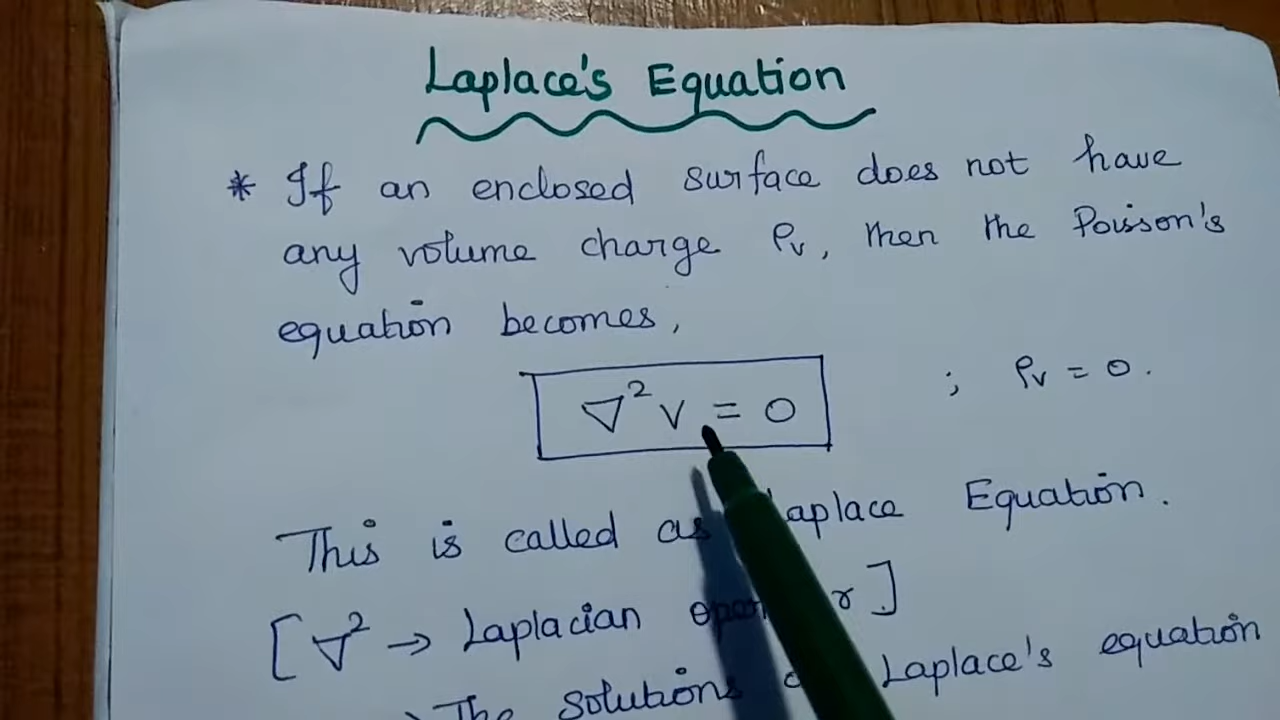 Laplace's Equation
* If an enclosed surface does not have
any volume charge ρv, then the Poisson's
equation becomes,
∇²V = 0 ; ρv = 0.
This is called as Laplace Equation.
[∇² → Laplacian r]
The solutions Laplace's equation